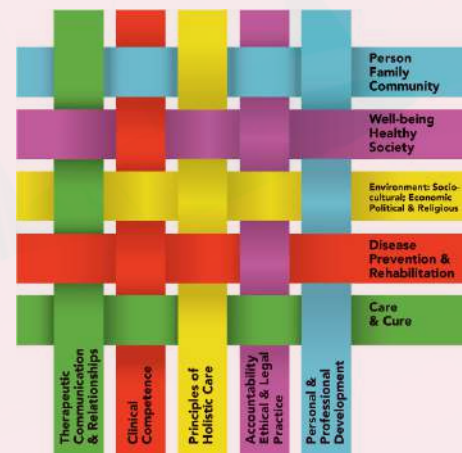 Person
Family
Community
Well-being
Healthy
Society
Environment: Socio-
cultural; Economic
Political & Religious
Disease
Prevention &
Rehabilitation
Care
& Cure
Therapeutic
Communication
& Relationships
Clinical
Competence
Principles of
Holistic Care
Accountability
Ethical & Legal
Practice
Personal &
Professional
Development